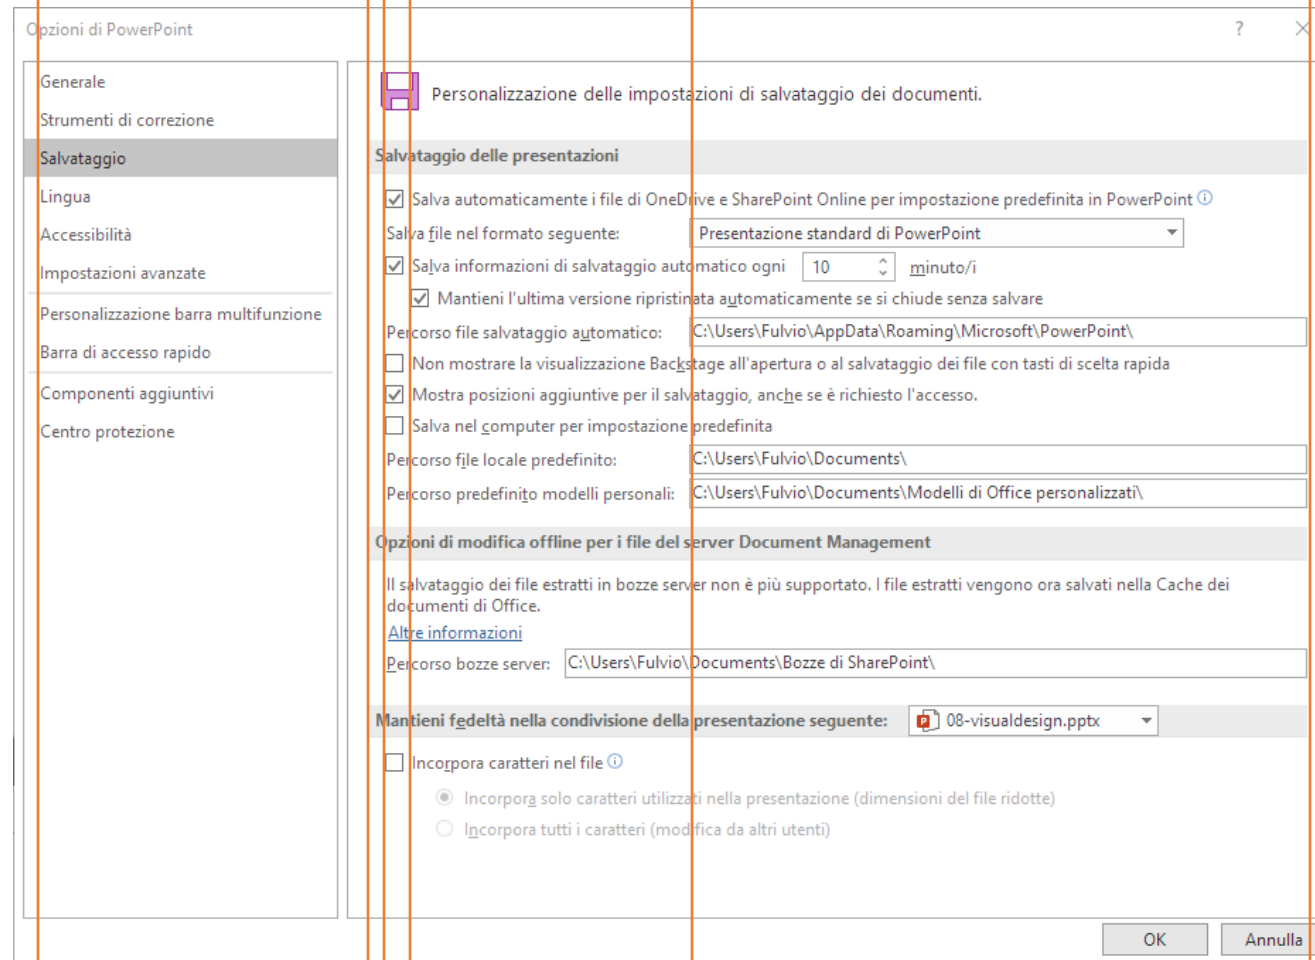 Opzioni di PowerPoint
?
Generale
Strumenti di correzione
Salvataggio
Lingua
Accessibilità
Impostazioni avanzate
Personalizzazione barra multifunzione
Barra di accesso rapido
Componenti aggiuntivi
Centro protezione
Personalizzazione delle impostazioni di salvataggio dei documenti.
Salvataggio delle presentazioni
Salva automaticamente i file di OneDrive e SharePoint Online per impostazione predefinita in PowerPoint
Salva file nel formato seguente: Presentazione standard di PowerPoint
Salva informazioni di salvataggio automatico ogni 10 minuto/i
Mantieni l'ultima versione ripristinata automaticamente se si chiude senza salvare
Percorso file salvataggio automatico: C:\Users\Fulvio\AppData\Roaming\Microsoft\PowerPoint\
Non mostrare la visualizzazione Backstage all'apertura o al salvataggio dei file con tasti di scelta rapida
Mostra posizioni aggiuntive per il salvataggio, anche se è richiesto l'accesso.
Salva nel computer per impostazione predefinita
Percorso file locale predefinito: C:\Users\Fulvio\Documents\
Percorso predefinito modelli personali: C:\Users\Fulvio\Documents\Modelli di Office personalizzati\
Opzioni di modifica offline per i file del server Document Management
Il salvataggio dei file estratti in bozze server non è più supportato. I file estratti vengono ora salvati nella Cache dei
documenti di Office.
Altre informazioni
Percorso bozze server: C:\Users\Fulvio\Documents\Bozze di SharePoint\
Mantieni fedeltà nella condivisione della presentazione seguente: 08-visualdesign.pptx
Incorpora caratteri nel file
Incorpora solo caratteri utilizzati nella presentazione (dimensioni del file ridotte)
Incorpora tutti i caratteri (modifica da altri utenti)
OK Annulla